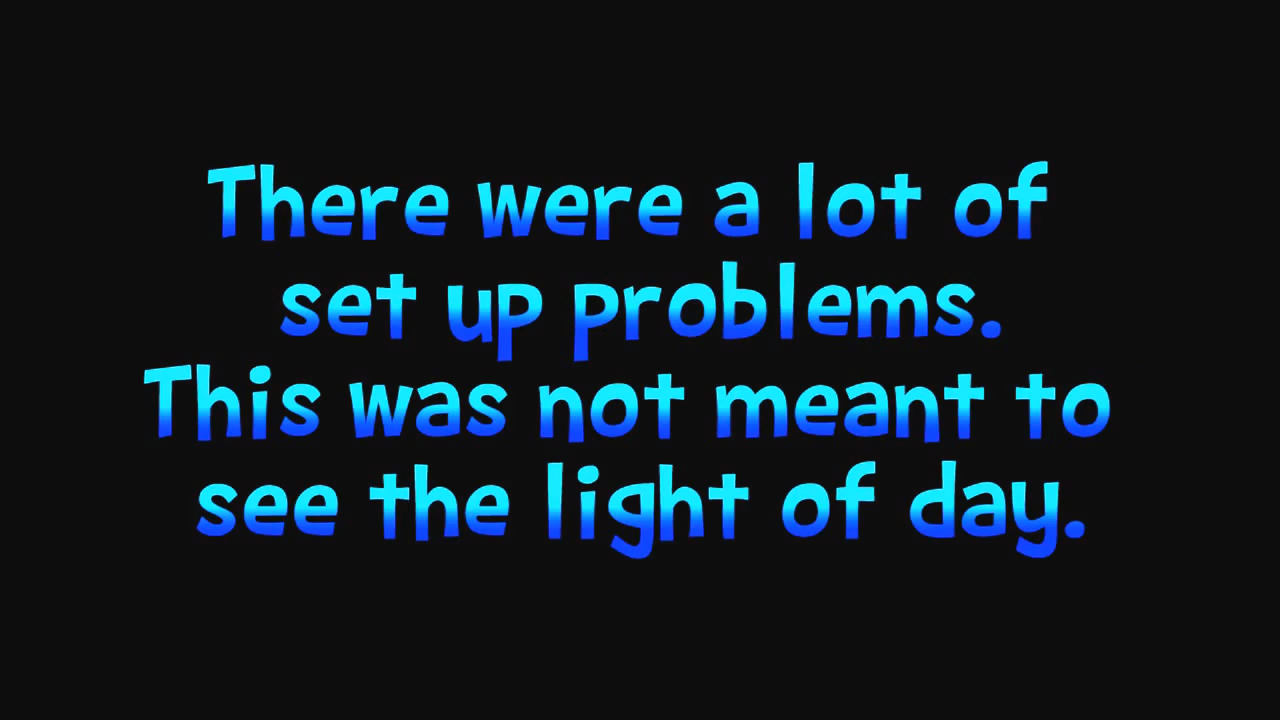 There were a lot of
set up problems.
This was not meant to
see the light of day.